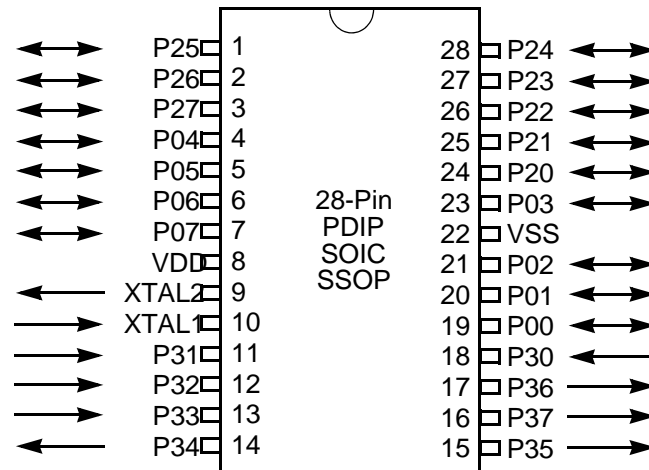 P25 1 28 P24
P26 2 27 P23
P27 3 26 P22
P04 4 25 P21
P05 5 24 P20
P06 6 28-Pin 23 P03
P07 7 PDIP 22 VSS
VDD 8 SOIC 21 P02
XTAL2 9 SSOP 20 P01
XTAL1 10 19 P00
P31 11 18 P30
P32 12 17 P36
P33 13 16 P37
P34 14 15 P35